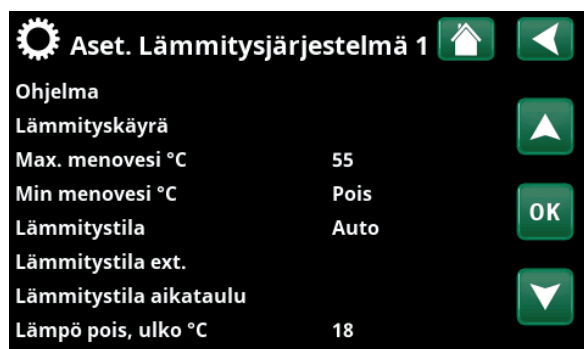 Aset. Lämmitysjärjestelmä 1
Ohjelma
Lämmityskäyrä
Max. menovesi °C 55
Min menovesi °C Pois
Lämmitystila Auto
OK
Lämmitystila ext.
Lämmitystila aikataulu
Lämpö pois, ulko °C 18